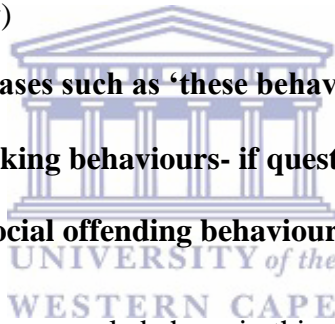 )
ases such as ‘these behav
king behaviours- if quest
ocial offending behaviour
UNIVERSITY of the
WESTERN CAPE